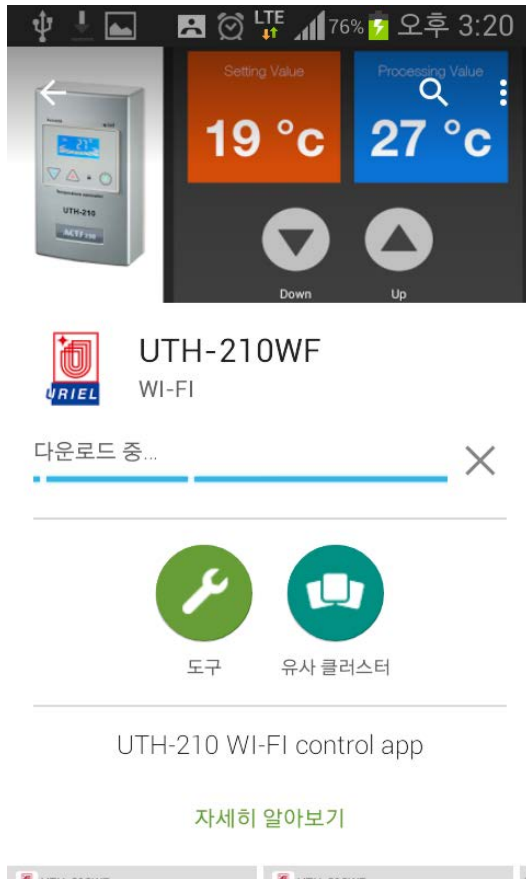 LTE 76% 오후 3:20
Setting Value
Processing Value
19 °c
27 °c
UTH-210
Down
Up
URIEL
UTH-210WF
WI-FI
다운로드 중...
도구
유사 클러스터
UTH-210 WI-FI control app
자세히 알아보기